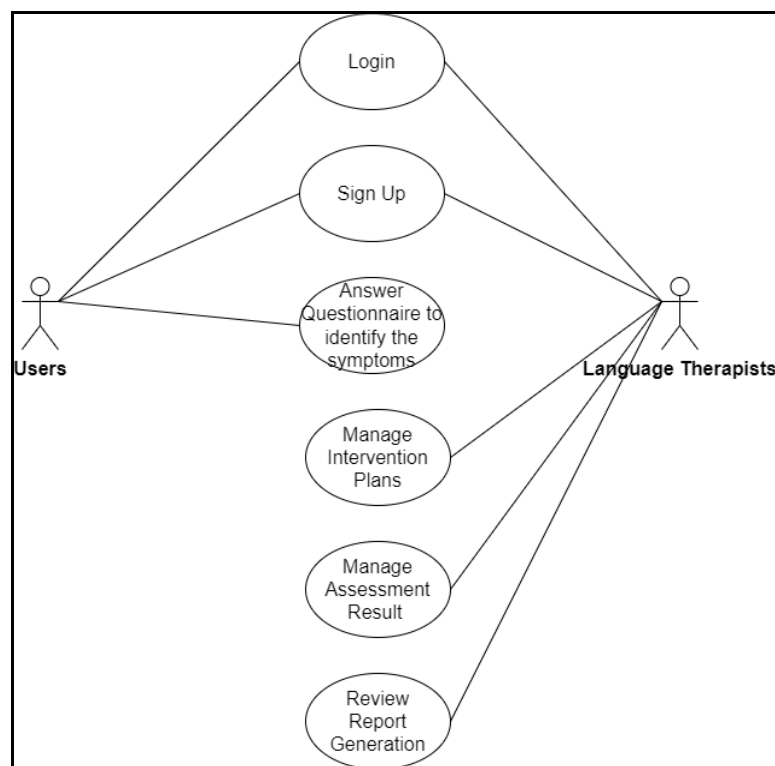 Login
Sign Up
Answer
Questionnaire to
identify the
symptoms
Users
Language Therapists
Manage
Intervention
Plans
Manage
Assessment
Result
Review
Report
Generation